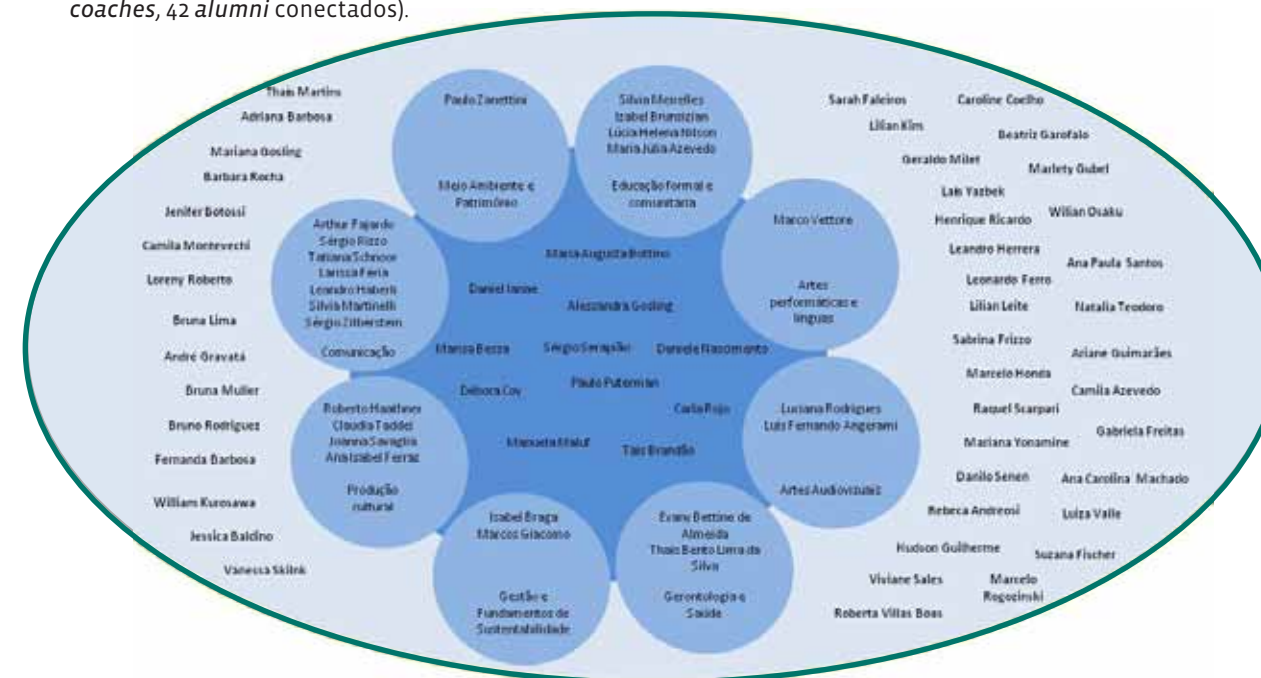 coaches, 42 alumni conectados).
Thais Martins
Adriana Barbosa
Mariana Gosling
Barbara Rocha
Jenifer Botossi
Camila Montevechi
Loreny Roberto
Bruna Lima
André Gravatá
Bruna Muller
Bruno Rodriguez
Fernanda Barbosa
William Kurosawa
Jessica Baldino
Vanessa Skilnk
Paulo Zanettini
Meio Ambiente e
Patrimônio
Silvia Meirelles
Izabel Brunsizian
Lúcia Helena Nilson
Maria Julia Azevedo
Educação formal e
comunitária
Arthur Fajardo
Sérgio Rizzo
Tatiana Schnoor
Larissa Feria
Leandro Haberli
Silvia Martinelli
Sérgio Zilberstein
Comunicação
Marco Vettore
Artes
performáticas e
línguas
Maria Augusta Bottino
Daniel Ianae
Alessandra Gosling
Marisa Bezza
Sérgio Serapião
Daniele Nascimento
Débora Coy
Paulo Puterman
Carla Rojo
Manuela Maluf
Tais Brandão
Roberto Haathner
Claudia Taddei
Joanna Savaglia
Ana Isabel Ferraz
Produção
cultural
Luciana Rodrigues
Luis Fernando Angerami
Artes Audiovisuais
Isabel Braga
Marcos Giacomo
Gestão e
Fundamentos de
Sustentabilidade
Evany Bettine de
Almeida
Thais Bento Lima da
Silva
Gerontologia e
Saúde
Sarah Faleiros
Caroline Coelho
Lilian Kim
Beatriz Garofalo
Geraldo Milet
Marlety Gubel
Lais Yazbek
Henrique Ricardo
Wilian Osaku
Leandro Herrera
Ana Paula Santos
Leonardo Ferro
Lilian Leite
Natalia Teodoro
Sabrina Frizzo
Ariane Guimarães
Marcelo Honda
Camila Azevedo
Raquel Scarpari
Gabriela Freitas
Mariana Yonamine
Danilo Senen
Ana Carolina Machado
Rebeca Andreosi
Luiza Valle
Hudson Guilherme
Suzana Fischer
Viviane Sales
Marcelo
Rogozinski
Roberta Villas Boas